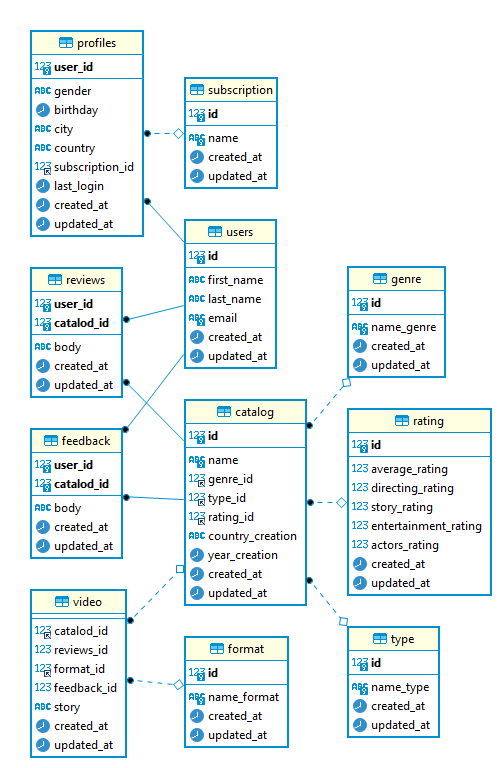 profiles
123 user_id
ABC gender
birthday
ABC city
ABC country
123 subscription_id
last_login
created_at
updated_at
subscription
123 id
ABC name
created_at
updated_at
users
123 id
ABC first_name
ABC last_name
ABC email
created_at
updated_at
reviews
123 user_id
123 catalod_id
ABC body
created_at
updated_at
genre
123 id
ABC name_genre
created_at
updated_at
feedback
123 user_id
123 catalod_id
ABC body
created_at
updated_at
catalog
123 id
ABC name
123 genre_id
123 type_id
123 rating_id
ABC country_creation
year_creation
created_at
updated_at
rating
123 id
123 average_rating
123 directing_rating
123 story_rating
123 entertainment_rating
123 actors_rating
created_at
updated_at
video
123 catalod_id
123 reviews_id
123 format_id
123 feedback_id
ABC story
created_at
updated_at
format
123 id
ABC name_format
created_at
updated_at
type
123 id
ABC name_type
created_at
updated_at